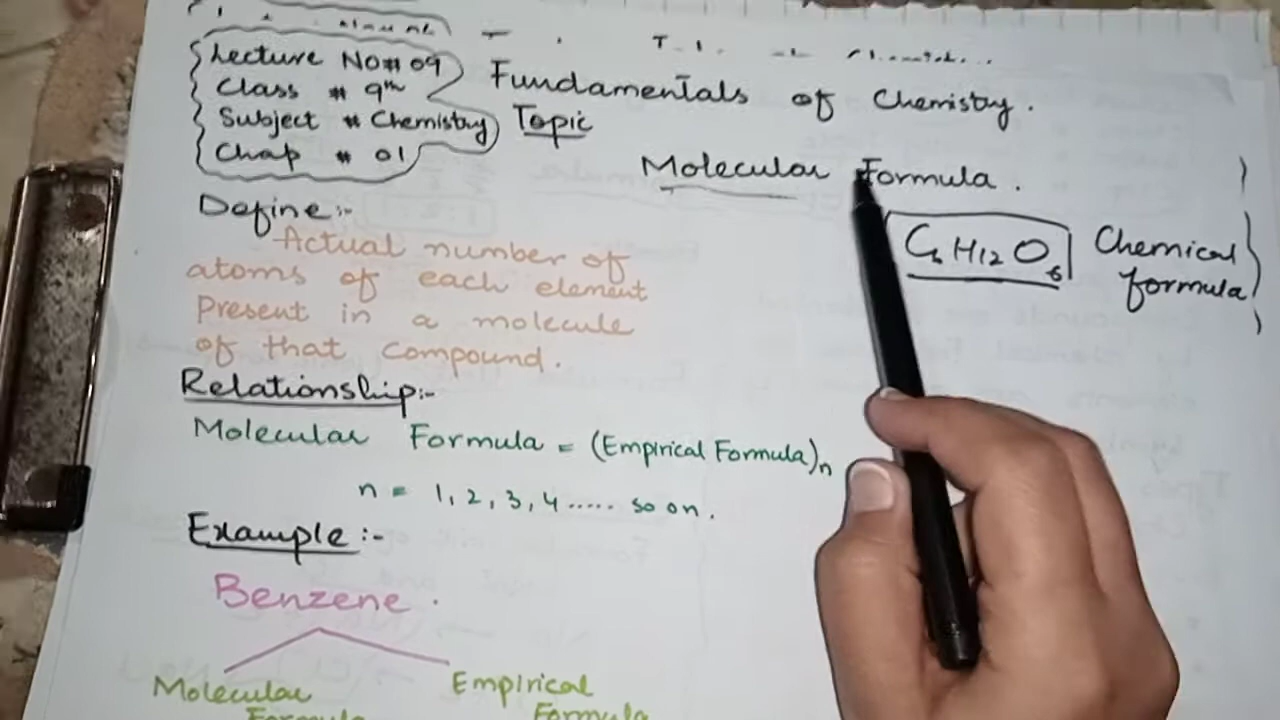 Lecture No# 09
Class # 9th
Subject # Chemistry
Chap # 01
Fundamentals of Chemistry.
Topic
Molecular Formula.
C6H12O6
Chemical
formula
Define:-
Actual number of
atoms of each element
Present in a molecule
of that compound.
Relationship:-
Molecular Formula = (Empirical Formula)n
n = 1, 2, 3, 4 ..... so on.
Example:-
Benzene.
Molecular
Formula
Empirical
Formula